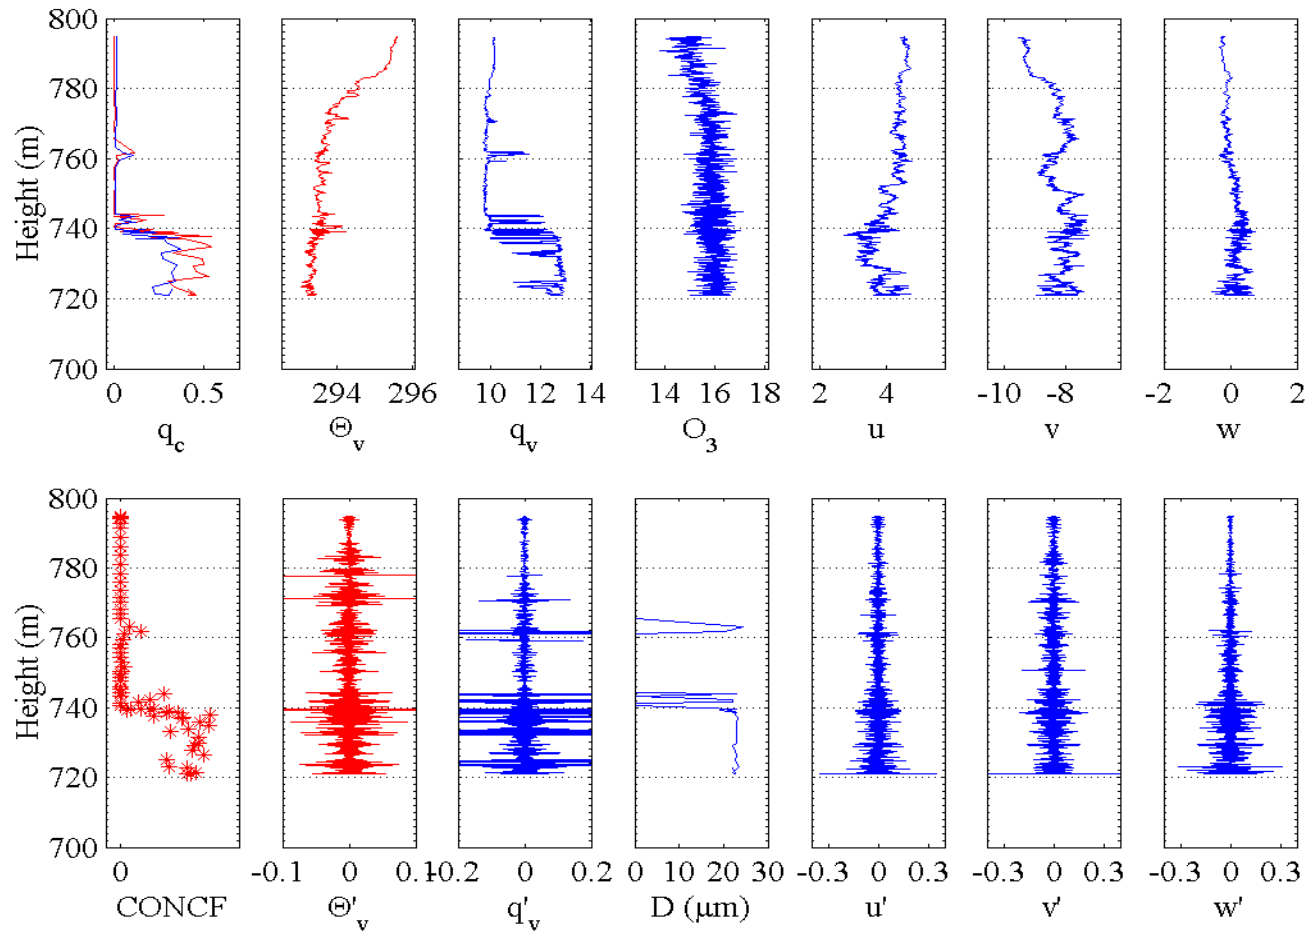 800
780
760
740
720
700
Height (m)
0 0.5
294 296
10 12 14
14 16 18
2 4
-10 -8
-2 0 2
q_c
Θ_v
q_v
O_3
u
v
w
800
780
760
740
720
700
Height (m)
0
-0.1 0 0.1
-0.2 0 0.2
0 10 20 30
-0.3 0 0.3
-0.3 0 0.3
-0.3 0 0.3
CONCF
Θ'_v
q'_v
D (μm)
u'
v'
w'